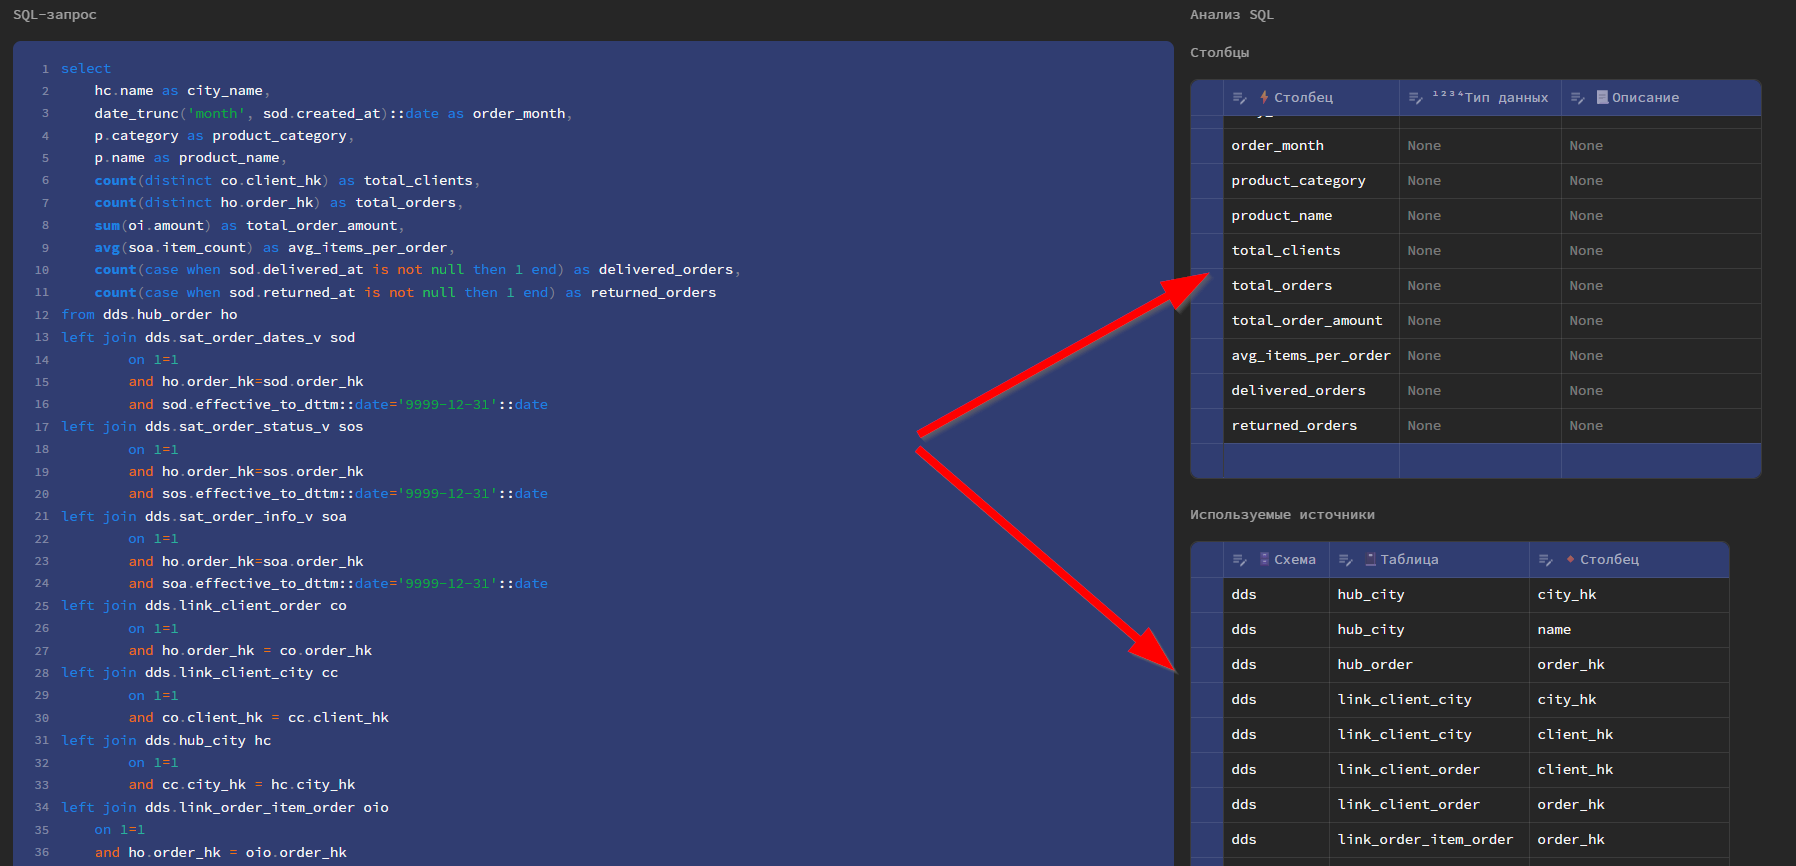 SQL-запрос
1 select
2 hc.name as city_name,
3 date_trunc('month', sod.created_at)::date as order_month,
4 p.category as product_category,
5 p.name as product_name,
6 count(distinct co.client_hk) as total_clients,
7 count(distinct ho.order_hk) as total_orders,
8 sum(oi.amount) as total_order_amount,
9 avg(soa.item_count) as avg_items_per_order,
10 count(case when sod.delivered_at is not null then 1 end) as delivered_orders,
11 count(case when sod.returned_at is not null then 1 end) as returned_orders
12 from dds.hub_order ho
13 left join dds.sat_order_dates_v sod
14 on 1=1
15 and ho.order_hk=sod.order_hk
16 and sod.effective_to_dttm::date='9999-12-31'::date
17 left join dds.sat_order_status_v sos
18 on 1=1
19 and ho.order_hk=sos.order_hk
20 and sos.effective_to_dttm::date='9999-12-31'::date
21 left join dds.sat_order_info_v soa
22 on 1=1
23 and ho.order_hk=soa.order_hk
24 and soa.effective_to_dttm::date='9999-12-31'::date
25 left join dds.link_client_order co
26 on 1=1
27 and ho.order_hk = co.order_hk
28 left join dds.link_client_city cc
29 on 1=1
30 and co.client_hk = cc.client_hk
31 left join dds.hub_city hc
32 on 1=1
33 and cc.city_hk = hc.city_hk
34 left join dds.link_order_item_order oio
35 on 1=1
36 and ho.order_hk = oio.order_hk
Анализ SQL
Столбцы
Столбец ¹²³⁴Тип данных Описание
order_month None None
product_category None None
product_name None None
total_clients None None
total_orders None None
total_order_amount None None
avg_items_per_order None None
delivered_orders None None
returned_orders None None
Используемые источники
Схема Таблица Столбец
dds hub_city city_hk
dds hub_city name
dds hub_order order_hk
dds link_client_city city_hk
dds link_client_city client_hk
dds link_client_order client_hk
dds link_client_order order_hk
dds link_order_item_order order_hk